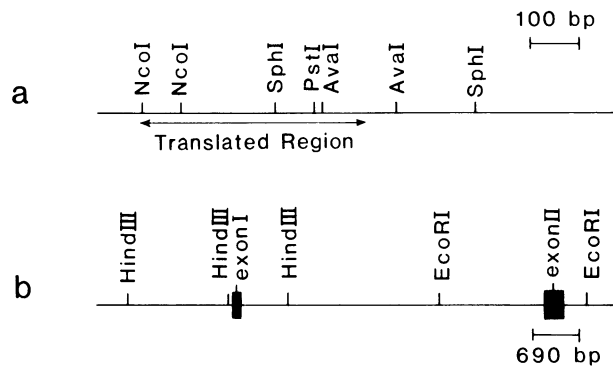 100 bp
a
NcoI
NcoI
SphI
PstI
AvaI
AvaI
SphI
Translated Region
b
HindIII
HindIII
exonI
HindIII
EcoRI
exonII
EcoRI
690 bp